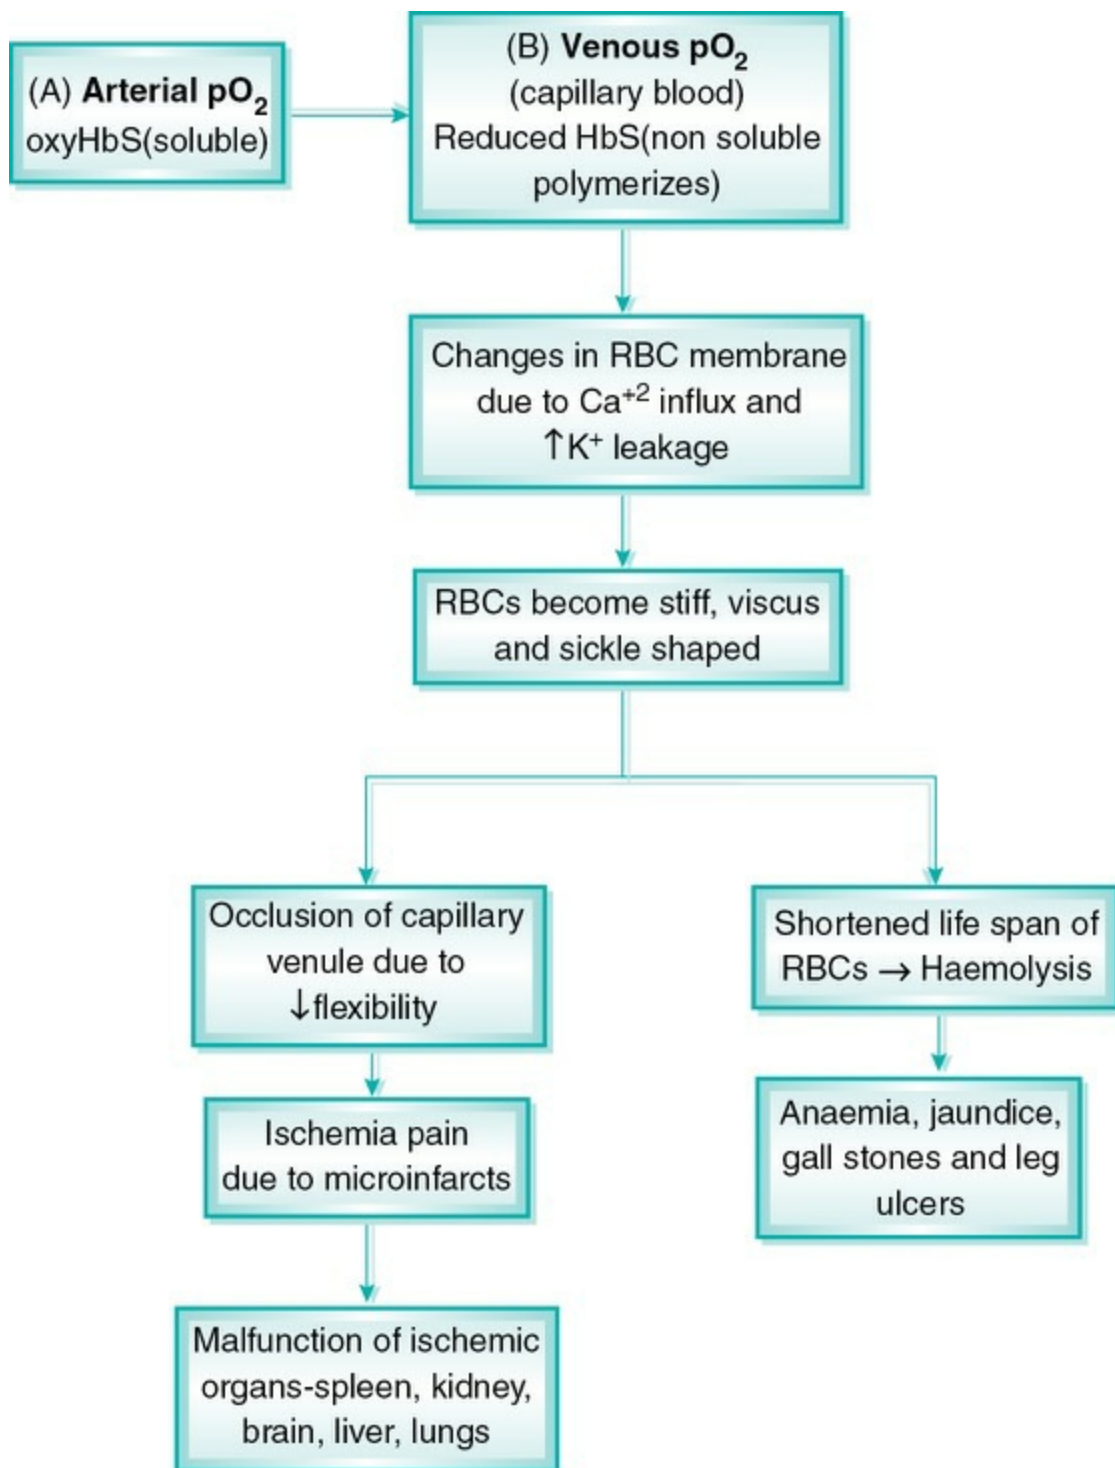 (A) Arterial pO₂
oxyHbS(soluble)
(B) Venous pO₂
(capillary blood)
Reduced HbS(non soluble
polymerizes)
Changes in RBC membrane
due to Ca⁺² influx and
↑K⁺ leakage
RBCs become stiff, viscus
and sickle shaped
Occlusion of capillary
venule due to
↓flexibility
Ischemia pain
due to microinfarcts
Malfunction of ischemic
organs-spleen, kidney,
brain, liver, lungs
Shortened life span of
RBCs → Haemolysis
Anaemia, jaundice,
gall stones and leg
ulcers